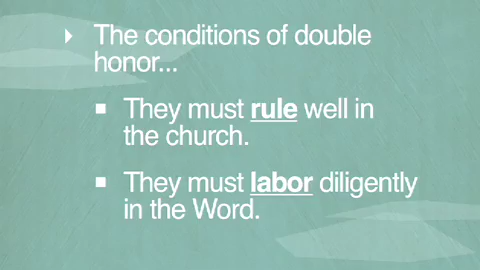 The conditions of double
honor...
They must rule well in
the church.
They must labor diligently
in the Word.